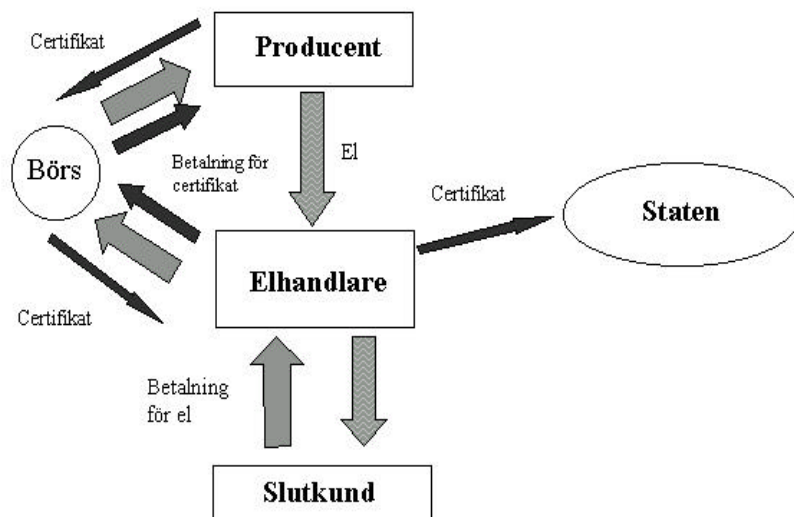 Certifikat
Producent
El
Börs
Betalning för
certifikat
Certifikat
Staten
Elhandlare
Certifikat
Betalning
för el
Slutkund